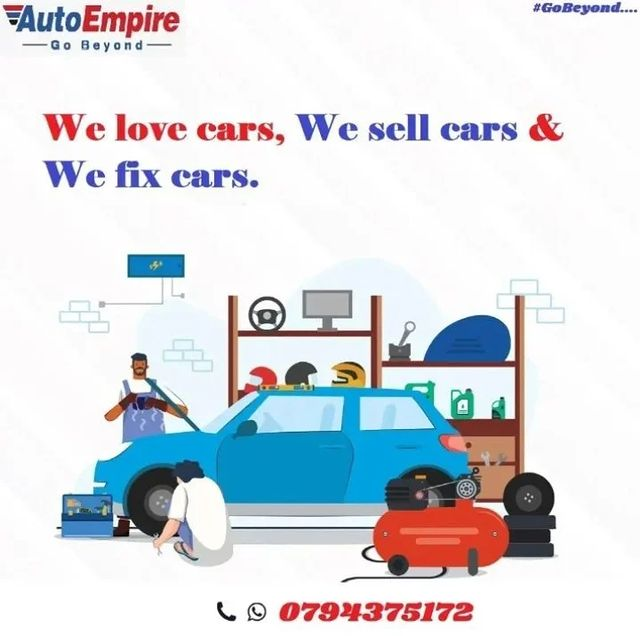 AutoEmpire
Go Beyond
#GoBeyond....
We love cars, We sell cars &
We fix cars.
0794375172